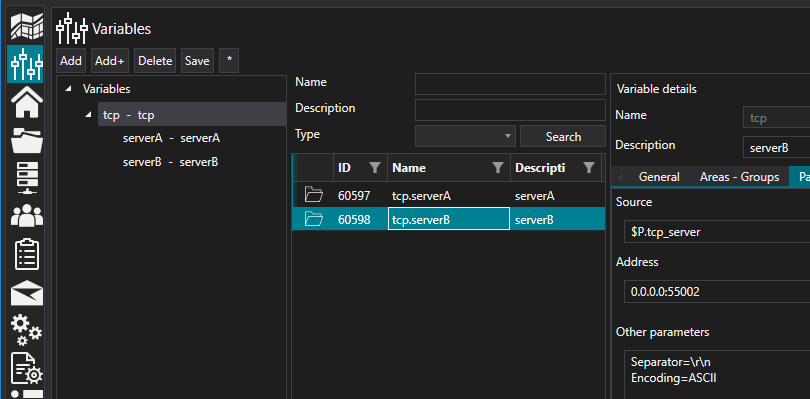 Variables
Add Add+ Delete Save *
Variables
tcp - tcp
serverA - serverA
serverB - serverB
Name
Description
Type
Search
ID Name Descripti
60597 tcp.serverA serverA
60598 tcp.serverB serverB
Variable details
Name tcp
Description serverB
General Areas - Groups Pa
Source
$P.tcp_server
Address
0.0.0.0:55002
Other parameters
Separator=\r\n
Encoding=ASCII